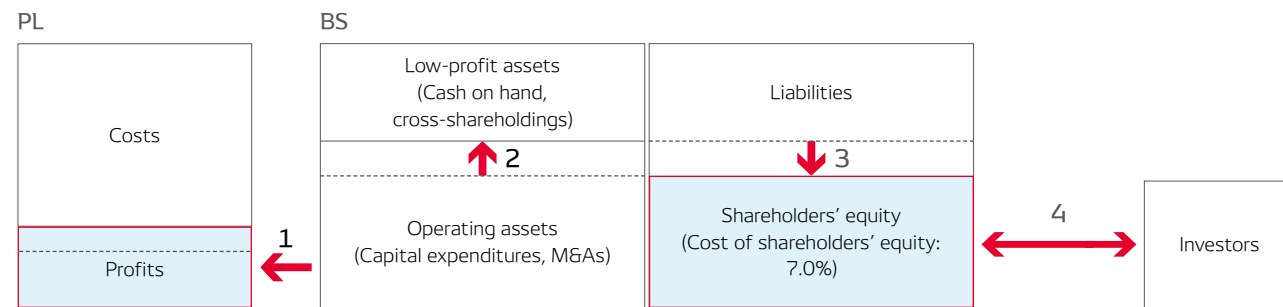 PL
BS
Costs
Profits
1
Low-profit assets
(Cash on hand,
cross-shareholdings)
2
Operating assets
(Capital expenditures, M&As)
Liabilities
3
Shareholders’ equity
(Cost of shareholders’ equity:
7.0%)
4
Investors